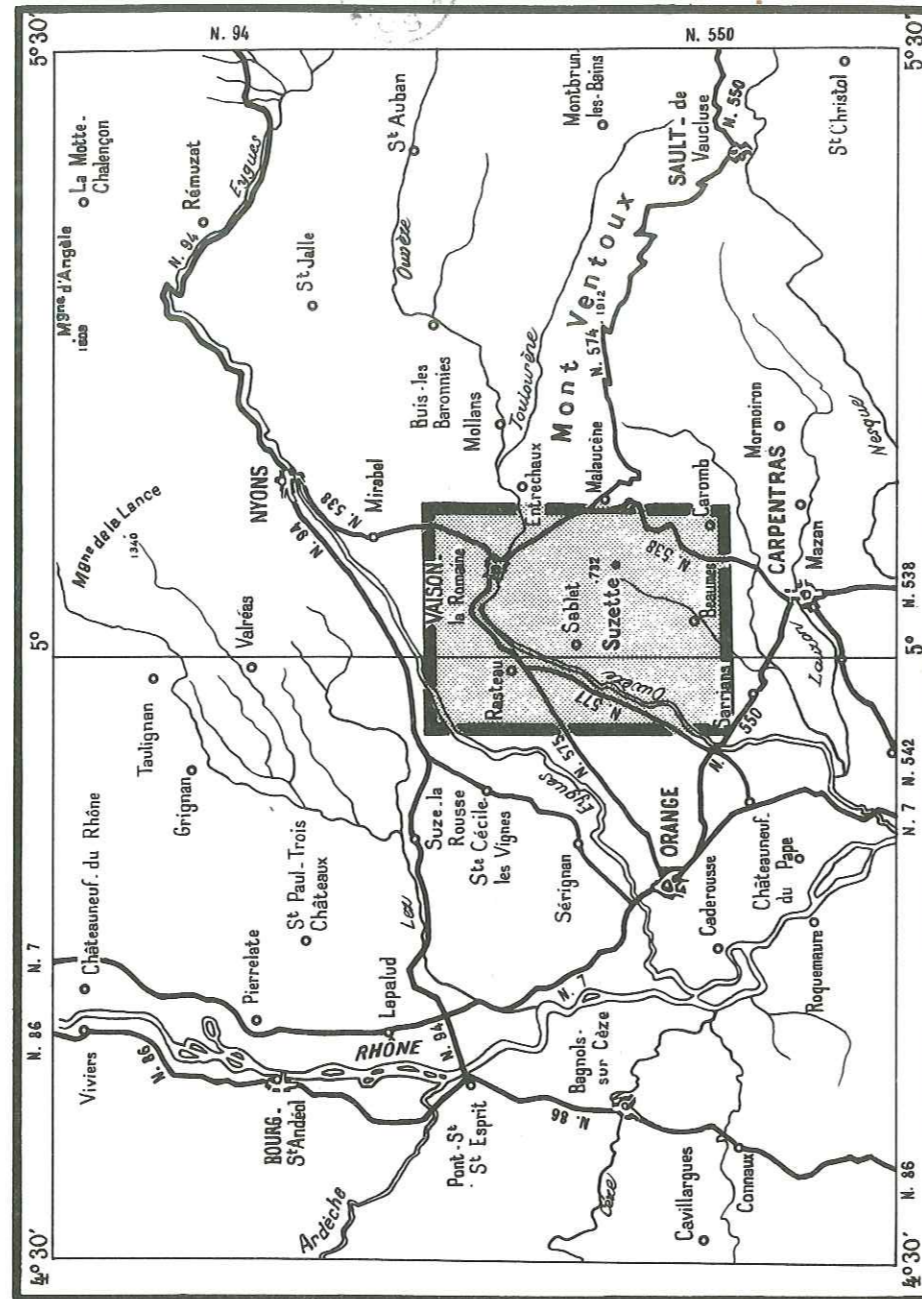 4°30'
N. 86
N. 7
5°30'
Viviers
Châteauneuf. du Rhône
Mgne d'Angèle
1608
La Motte-
Chalençon
N. 86
Taulignan
Mgne de la Lance
1340
N. 94
Rémuzat
Eygues
N. 94
Grignan
Valréas
Pierrelate
BOURG-
St Andéol
St Paul-Trois
Châteaux
NYONS
N. 538
N. 94
St Jalle
Ardèche
RHÔNE
Lapalud
Mirabel
Lez
Suze-la
Rousse
Ouvèze
St Auban
N. 94
Pont-St
St Esprit
Ste Cécile
les Vignes
VAISON-
la Romaine
Buis-les
Baronnies
Mollans
Rasteau
Entrechaux
Toulourène
N. 86
N. 7
Eygues
N. 575
Sérignan
Sablet
Suzette
732
Malaucène
Mont Ventoux
N. 574
1912
Montbrun
les-Bains
Cèze
Bagnols-
sur Cèze
N. 577
Ouvère
N. 538
ORANGE
Caderousse
Beaumes
Caromb
SAULT-de
Vaucluse
N. 550
N. 550
Cavillargues
Connaux
Sarrians
N. 550
CARPENTRAS
Mormoiron
Mazan
Châteauneuf.
du Pape
Roquemaure
Lauzon
Nesque
St Christol
N. 86
N. 7
N. 542
N. 538
4°30'
5°
5°
5°30'